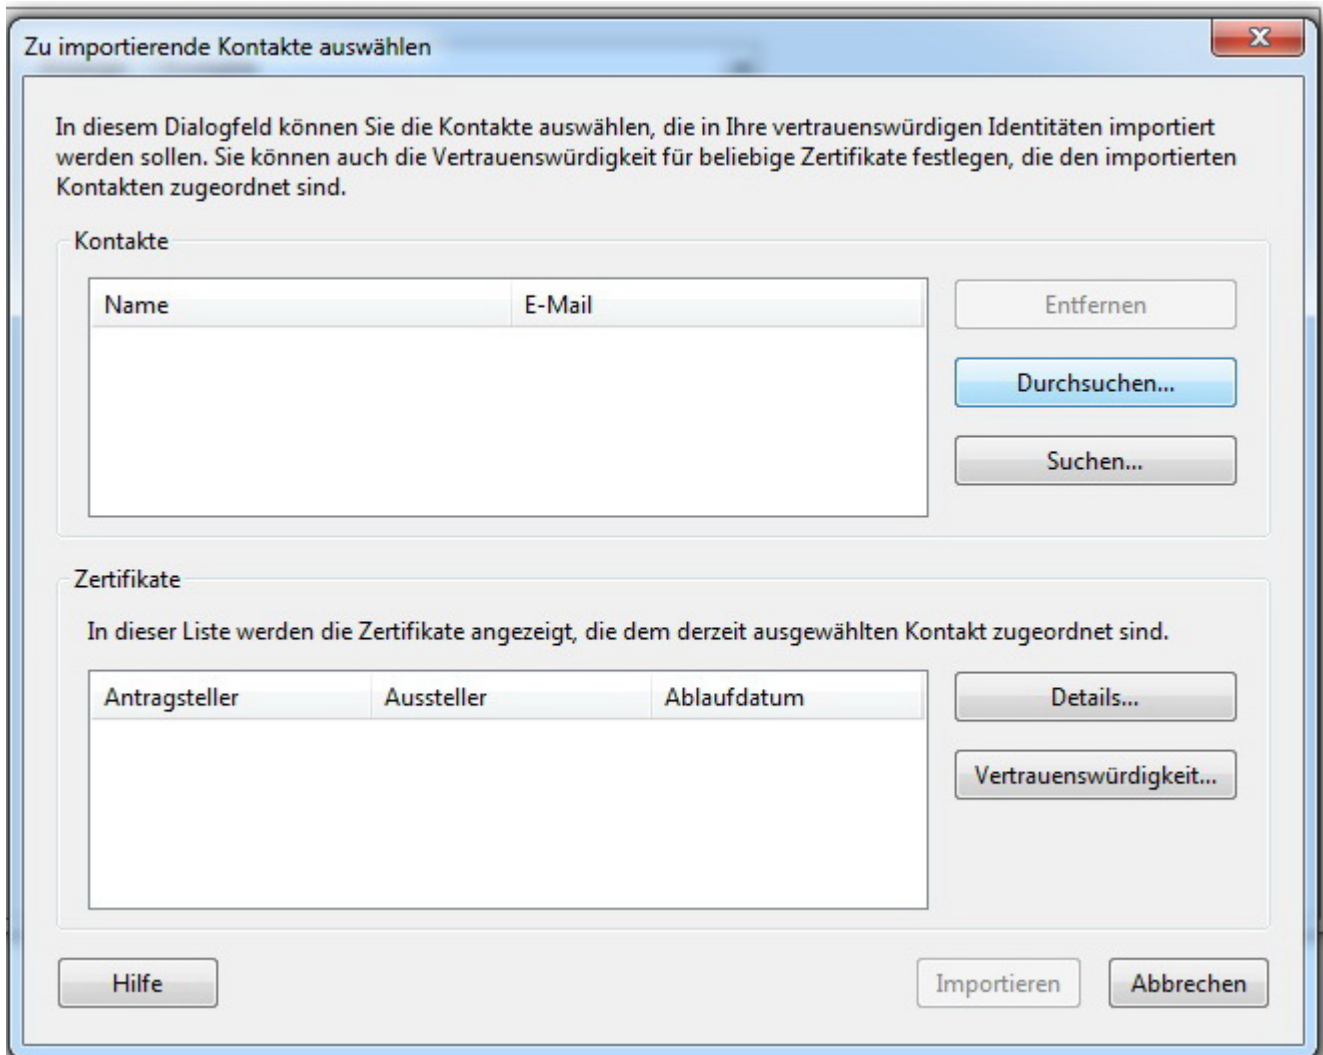 Zu importierende Kontakte auswählen
In diesem Dialogfeld können Sie die Kontakte auswählen, die in Ihre vertrauenswürdigen Identitäten importiert
werden sollen. Sie können auch die Vertrauenswürdigkeit für beliebige Zertifikate festlegen, die den importierten
Kontakten zugeordnet sind.
Kontakte
Name E-Mail
Entfernen
Durchsuchen...
Suchen...
Zertifikate
In dieser Liste werden die Zertifikate angezeigt, die dem derzeit ausgewählten Kontakt zugeordnet sind.
Antragsteller Aussteller Ablaufdatum
Details...
Vertrauenswürdigkeit...
Hilfe Importieren Abbrechen